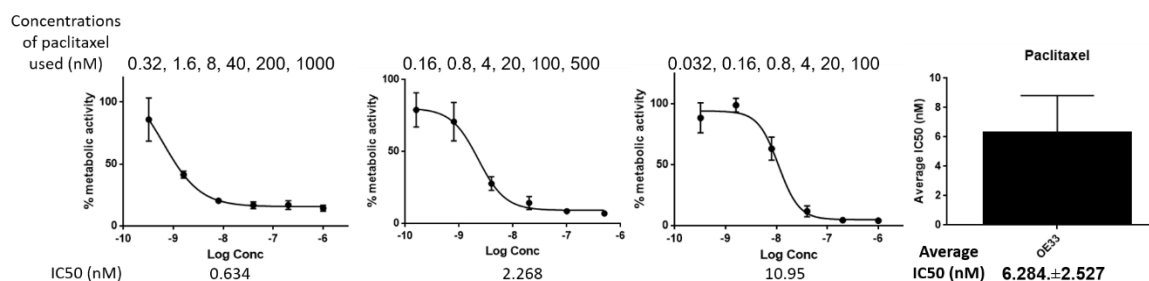 Concentrations
of paclitaxel
used (nM)
0.32, 1.6, 8, 40, 200, 1000
% metabolic activity
100
50
0
-10 -9 -8 -7 -6
Log Conc
0.16, 0.8, 4, 20, 100, 500
% metabolic activity
100
50
0
-10 -9 -8 -7 -6
Log Conc
0.032, 0.16, 0.8, 4, 20, 100
% metabolic activity
100
50
0
-10 -9 -8 -7 -6
Log Conc
Paclitaxel
Average IC50 (nM)
10
8
6
4
2
0
OE33
IC50 (nM) 0.634 2.268 10.95
Average
IC50 (nM) 6.284.±2.527